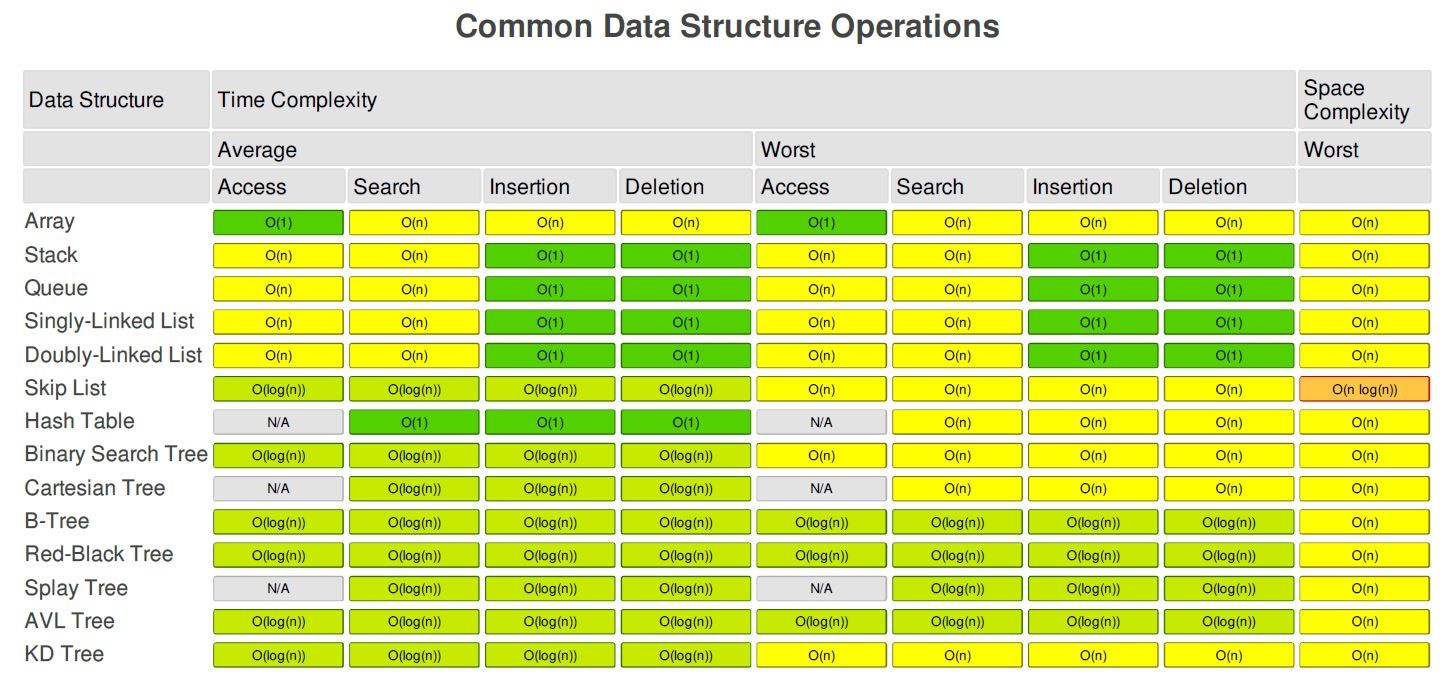 Common Data Structure Operations
Data Structure Time Complexity Space Complexity
Average Worst Worst
Access Search Insertion Deletion Access Search Insertion Deletion
Array O(1) O(n) O(n) O(n) O(1) O(n) O(n) O(n) O(n)
Stack O(n) O(n) O(1) O(1) O(n) O(n) O(1) O(1) O(n)
Queue O(n) O(n) O(1) O(1) O(n) O(n) O(1) O(1) O(n)
Singly-Linked List O(n) O(n) O(1) O(1) O(n) O(n) O(1) O(1) O(n)
Doubly-Linked List O(n) O(n) O(1) O(1) O(n) O(n) O(1) O(1) O(n)
Skip List O(log(n)) O(log(n)) O(log(n)) O(log(n)) O(n) O(n) O(n) O(n) O(n log(n))
Hash Table N/A O(1) O(1) O(1) N/A O(n) O(n) O(n) O(n)
Binary Search Tree O(log(n)) O(log(n)) O(log(n)) O(log(n)) O(n) O(n) O(n) O(n) O(n)
Cartesian Tree N/A O(log(n)) O(log(n)) O(log(n)) N/A O(n) O(n) O(n) O(n)
B-Tree O(log(n)) O(log(n)) O(log(n)) O(log(n)) O(log(n)) O(log(n)) O(log(n)) O(log(n)) O(n)
Red-Black Tree O(log(n)) O(log(n)) O(log(n)) O(log(n)) O(log(n)) O(log(n)) O(log(n)) O(log(n)) O(n)
Splay Tree N/A O(log(n)) O(log(n)) O(log(n)) N/A O(log(n)) O(log(n)) O(log(n)) O(n)
AVL Tree O(log(n)) O(log(n)) O(log(n)) O(log(n)) O(log(n)) O(log(n)) O(log(n)) O(log(n)) O(n)
KD Tree O(log(n)) O(log(n)) O(log(n)) O(log(n)) O(n) O(n) O(n) O(n) O(n)